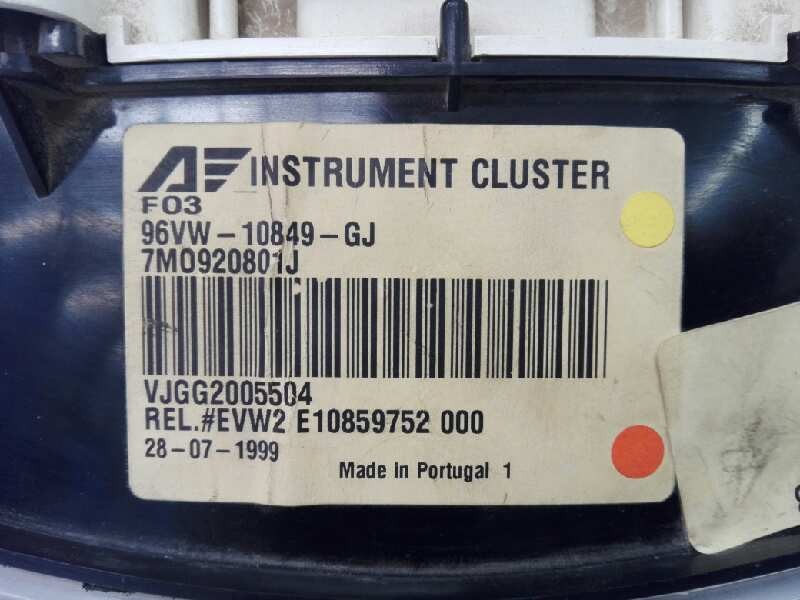 AF INSTRUMENT CLUSTER
F03
96VW-10849-GJ
7M0920801J
VJGG2005504
REL.#EVW2 E10859752 000
28-07-1999
Made In Portugal 1